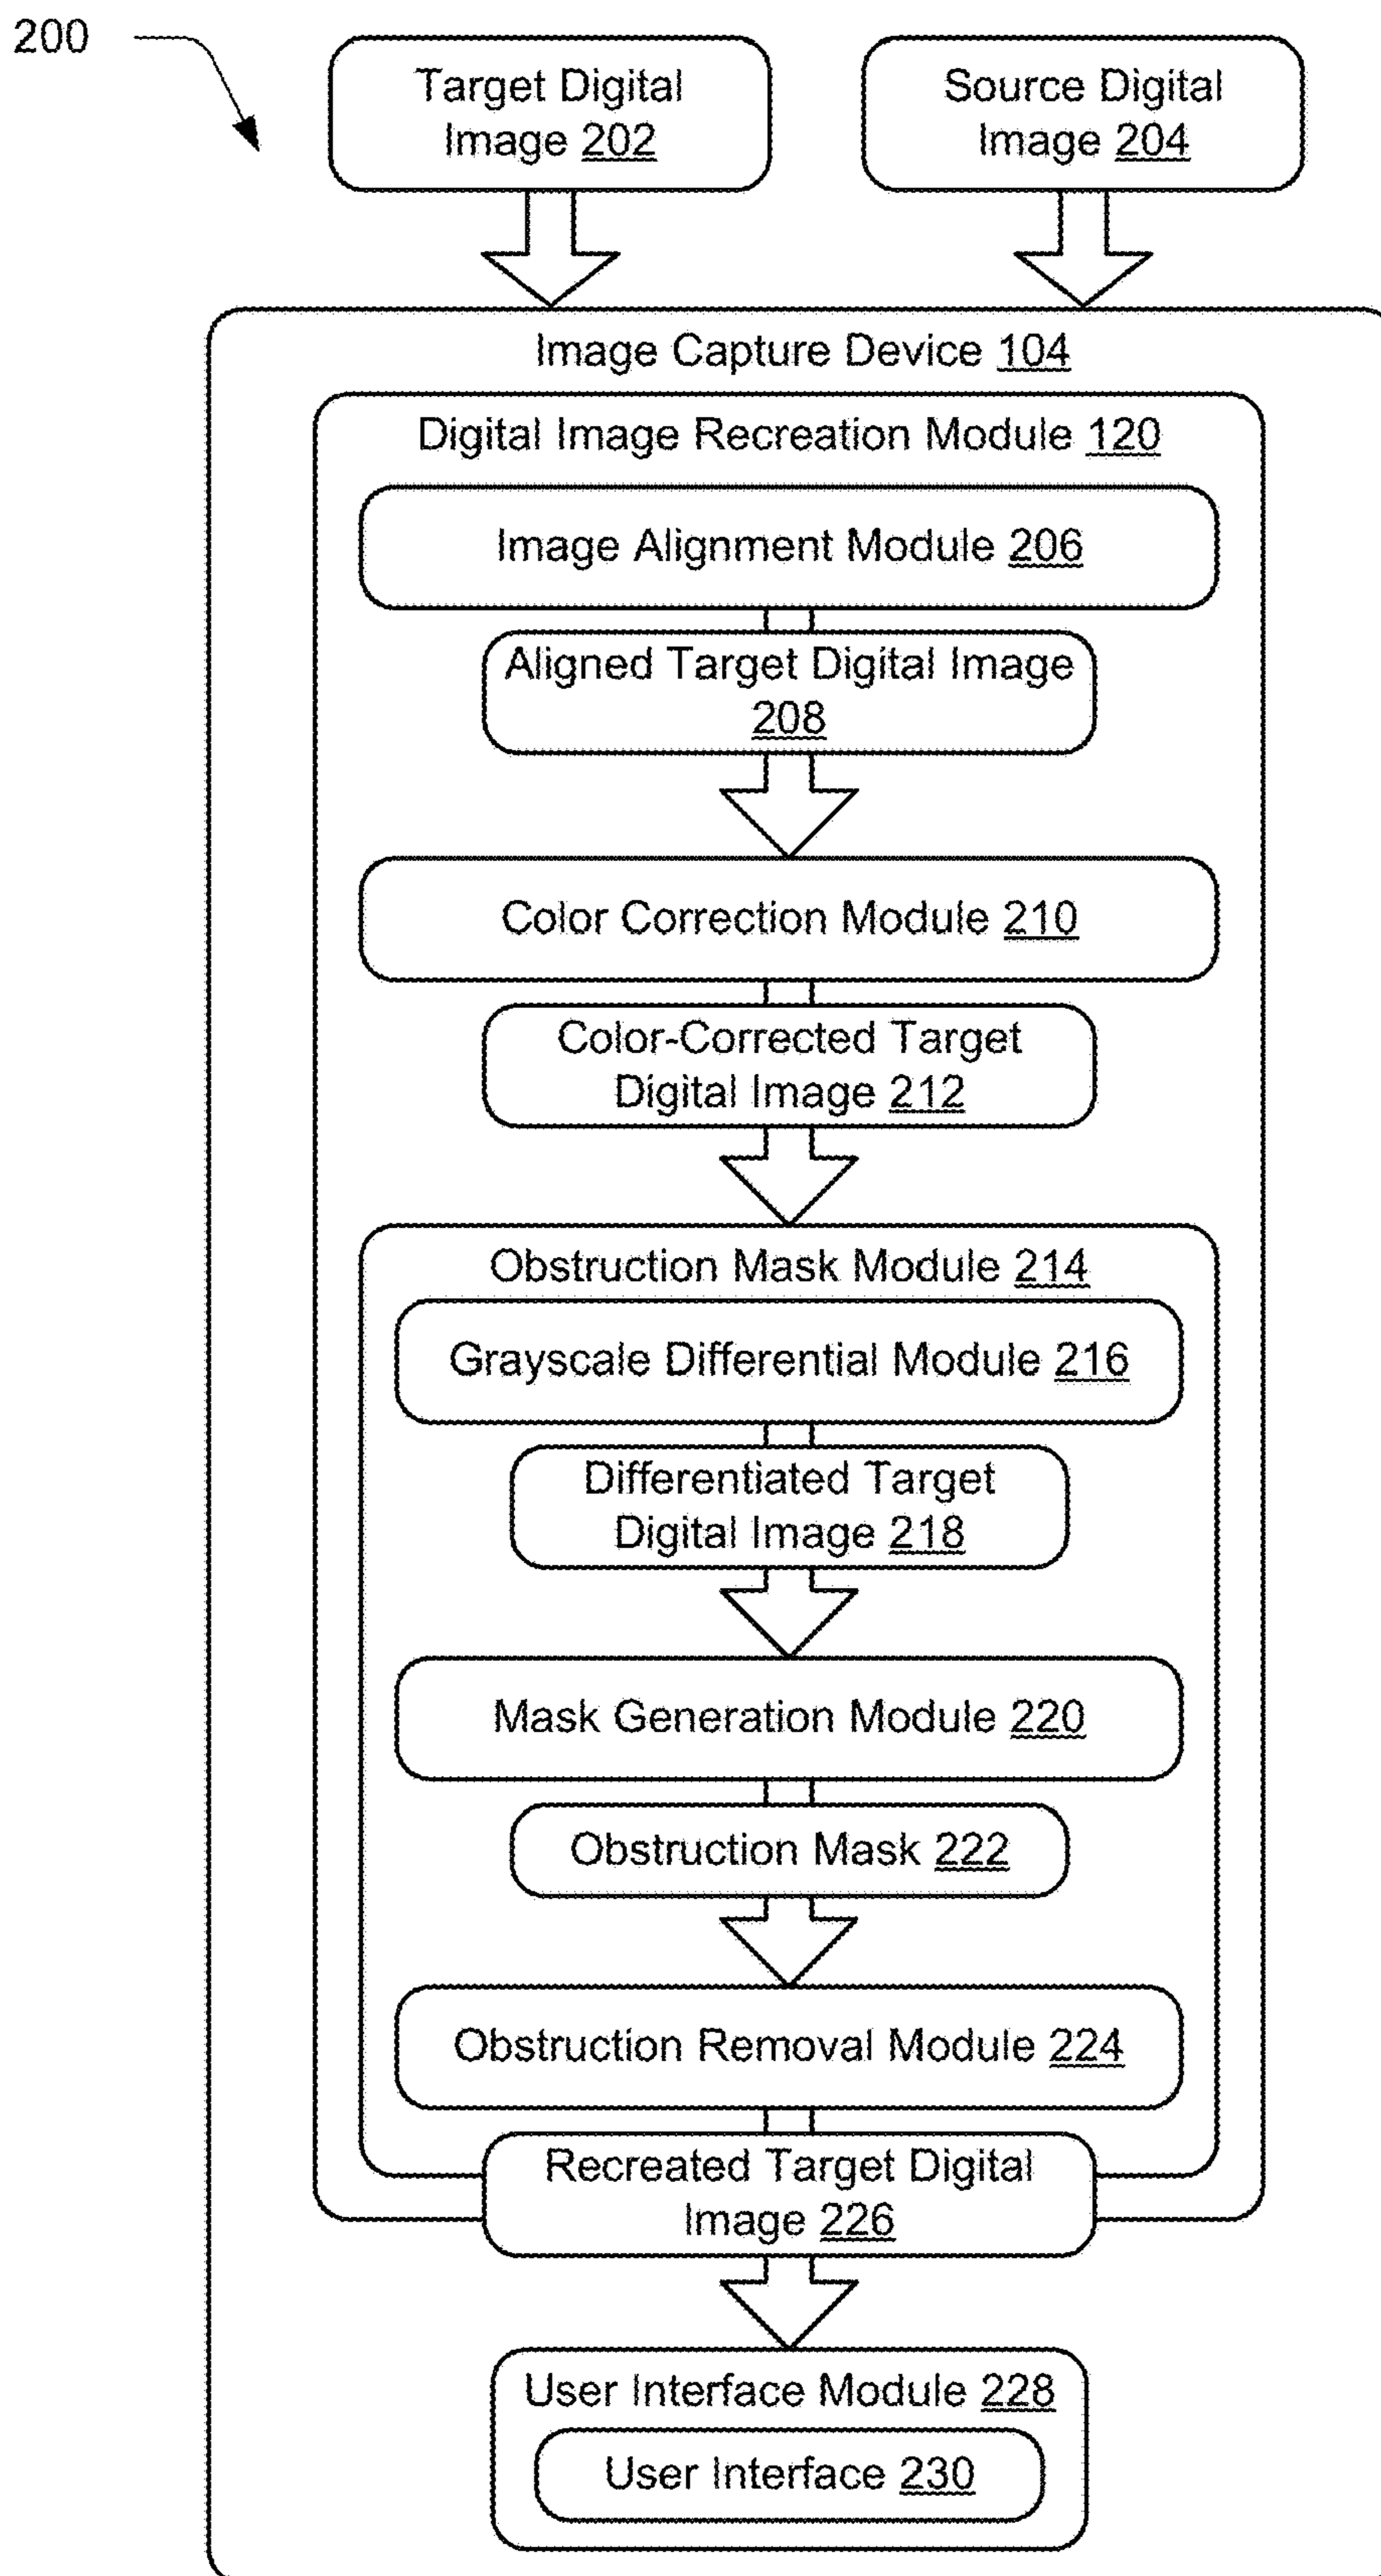 200
Target Digital
Image 202
Source Digital
Image 204
Image Capture Device 104
Digital Image Recreation Module 120
Image Alignment Module 206
Aligned Target Digital Image
208
Color Correction Module 210
Color-Corrected Target
Digital Image 212
Obstruction Mask Module 214
Grayscale Differential Module 216
Differentiated Target
Digital Image 218
Mask Generation Module 220
Obstruction Mask 222
Obstruction Removal Module 224
Recreated Target Digital
Image 226
User Interface Module 228
User Interface 230